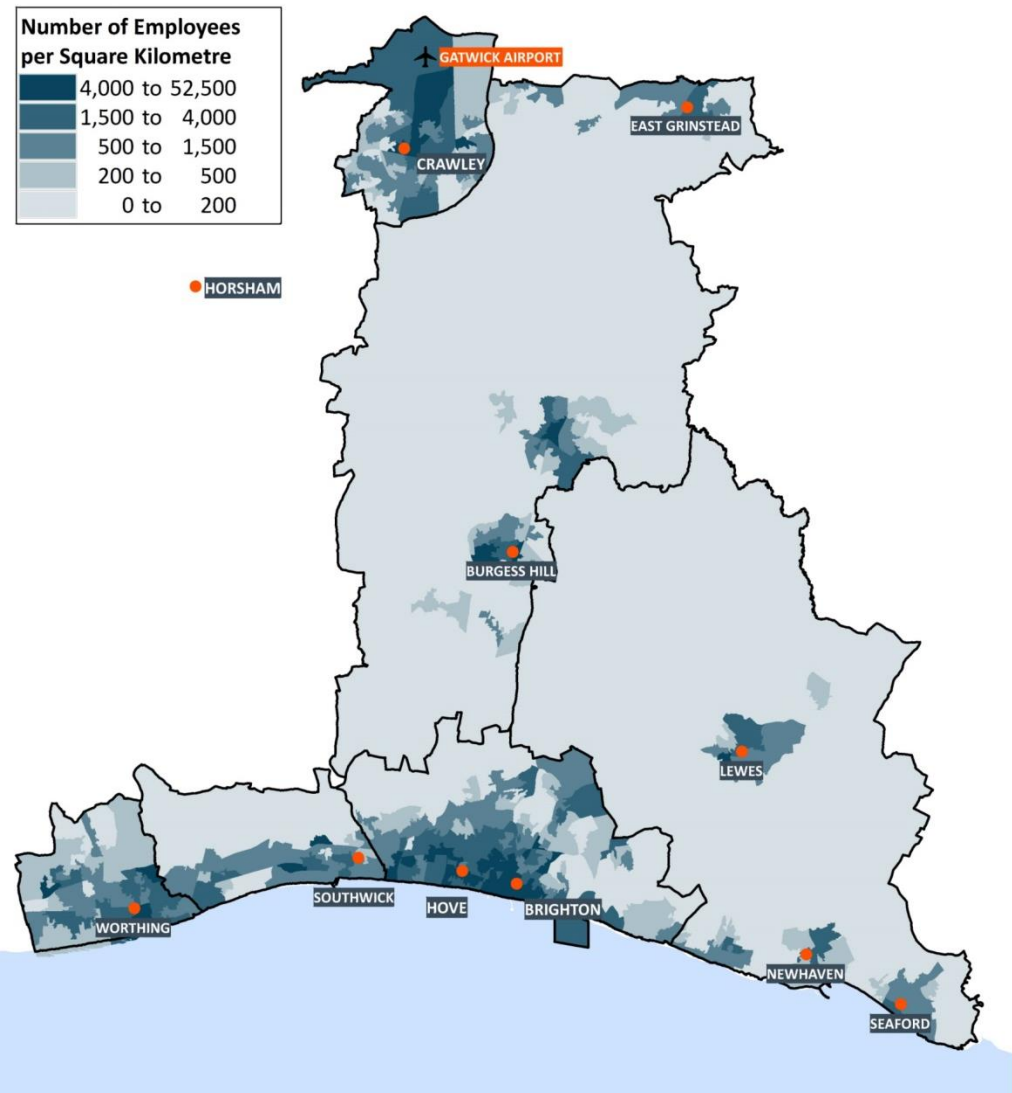 Number of Employees
per Square Kilometre
4,000 to 52,500
1,500 to 4,000
500 to 1,500
200 to 500
0 to 200
GATWICK AIRPORT
EAST GRINSTEAD
CRAWLEY
HORSHAM
BURGESS HILL
LEWES
SOUTHWICK
HOVE
BRIGHTON
WORTHING
NEWHAVEN
SEAFORD